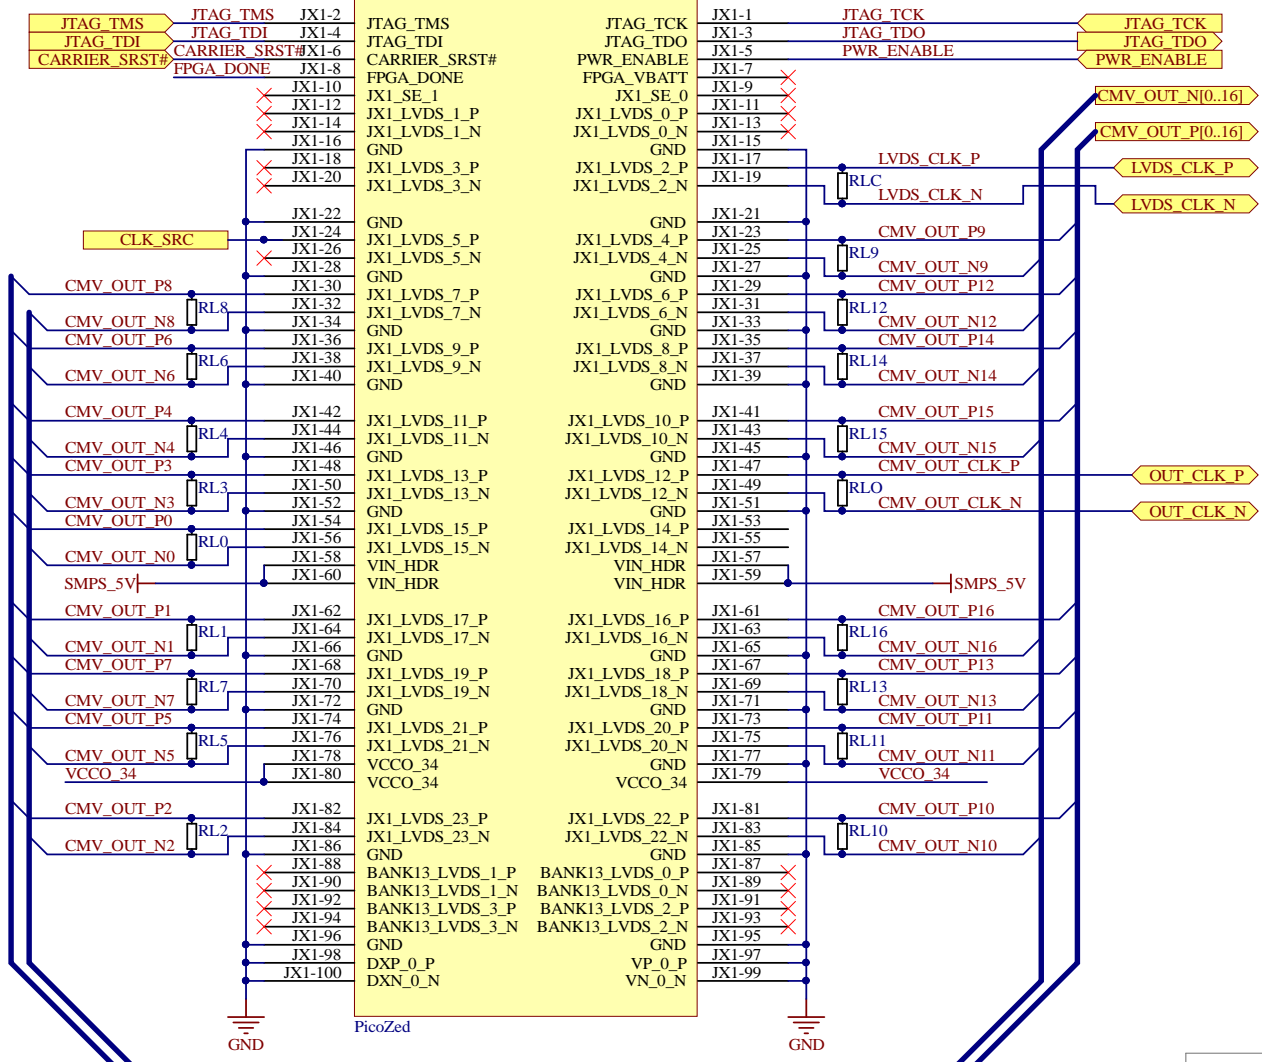 JTAG_TMS JTAG_TMS JX1-2 JTAG_TMS JTAG_TCK JX1-1 JTAG_TCK JTAG_TCK
JTAG_TDI JTAG_TDI JX1-4 JTAG_TDI JTAG_TDO JX1-3 JTAG_TDO JTAG_TDO
CARRIER_SRST# CARRIER_SRST# JX1-6 CARRIER_SRST# PWR_ENABLE JX1-5 PWR_ENABLE PWR_ENABLE
FPGA_DONE JX1-8 FPGA_DONE FPGA_VBATT JX1-7
JX1-10 JX1_SE_1 JX1_SE_0 JX1-9 CMV_OUT_N[0..16]
JX1-12 JX1_LVDS_1_P JX1_LVDS_0_P JX1-11
JX1-14 JX1_LVDS_1_N JX1_LVDS_0_N JX1-13 CMV_OUT_P[0..16]
JX1-16 GND GND JX1-15
JX1-18 JX1_LVDS_3_P JX1_LVDS_2_P JX1-17 LVDS_CLK_P LVDS_CLK_P
JX1-20 JX1_LVDS_3_N JX1_LVDS_2_N JX1-19 RLC
LVDS_CLK_N LVDS_CLK_N
JX1-22 GND GND JX1-21
CLK_SRC JX1-24 JX1_LVDS_5_P JX1_LVDS_4_P JX1-23 CMV_OUT_P9
JX1-26 JX1_LVDS_5_N JX1_LVDS_4_N JX1-25 RL9
JX1-28 GND GND JX1-27 CMV_OUT_N9
CMV_OUT_P8 JX1-30 JX1_LVDS_7_P JX1_LVDS_6_P JX1-29 CMV_OUT_P12
RL8 JX1-32 JX1_LVDS_7_N JX1_LVDS_6_N JX1-31 RL12
CMV_OUT_N8 JX1-34 GND GND JX1-33 CMV_OUT_N12
CMV_OUT_P6 JX1-36 JX1_LVDS_9_P JX1_LVDS_8_P JX1-35 CMV_OUT_P14
RL6 JX1-38 JX1_LVDS_9_N JX1_LVDS_8_N JX1-37 RL14
CMV_OUT_N6 JX1-40 GND GND JX1-39 CMV_OUT_N14
CMV_OUT_P4 JX1-42 JX1_LVDS_11_P JX1_LVDS_10_P JX1-41 CMV_OUT_P15
RL4 JX1-44 JX1_LVDS_11_N JX1_LVDS_10_N JX1-43 RL15
CMV_OUT_N4 JX1-46 GND GND JX1-45 CMV_OUT_N15
CMV_OUT_P3 JX1-48 JX1_LVDS_13_P JX1_LVDS_12_P JX1-47 CMV_OUT_CLK_P OUT_CLK_P
RL3 JX1-50 JX1_LVDS_13_N JX1_LVDS_12_N JX1-49 RLO
CMV_OUT_N3 JX1-52 GND GND JX1-51 CMV_OUT_CLK_N OUT_CLK_N
CMV_OUT_P0 JX1-54 JX1_LVDS_15_P JX1_LVDS_14_P JX1-53
RL0 JX1-56 JX1_LVDS_15_N JX1_LVDS_14_N JX1-55
CMV_OUT_N0 JX1-58 VIN_HDR VIN_HDR JX1-57
SMPS_5V JX1-60 VIN_HDR VIN_HDR JX1-59 SMPS_5V
CMV_OUT_P1 JX1-62 JX1_LVDS_17_P JX1_LVDS_16_P JX1-61 CMV_OUT_P16
RL1 JX1-64 JX1_LVDS_17_N JX1_LVDS_16_N JX1-63 RL16
CMV_OUT_N1 JX1-66 GND GND JX1-65 CMV_OUT_N16
CMV_OUT_P7 JX1-68 JX1_LVDS_19_P JX1_LVDS_18_P JX1-67 CMV_OUT_P13
RL7 JX1-70 JX1_LVDS_19_N JX1_LVDS_18_N JX1-69 RL13
CMV_OUT_N7 JX1-72 GND GND JX1-71 CMV_OUT_N13
CMV_OUT_P5 JX1-74 JX1_LVDS_21_P JX1_LVDS_20_P JX1-73 CMV_OUT_P11
RL5 JX1-76 JX1_LVDS_21_N JX1_LVDS_20_N JX1-75 RL11
CMV_OUT_N5 JX1-78 VCCO_34 GND JX1-77 CMV_OUT_N11
VCCO_34 JX1-80 VCCO_34 VCCO_34 JX1-79 VCCO_34
CMV_OUT_P2 JX1-82 JX1_LVDS_23_P JX1_LVDS_22_P JX1-81 CMV_OUT_P10
RL2 JX1-84 JX1_LVDS_23_N JX1_LVDS_22_N JX1-83 RL10
CMV_OUT_N2 JX1-86 GND GND JX1-85 CMV_OUT_N10
JX1-88 BANK13_LVDS_1_P BANK13_LVDS_0_P JX1-87
JX1-90 BANK13_LVDS_1_N BANK13_LVDS_0_N JX1-89
JX1-92 BANK13_LVDS_3_P BANK13_LVDS_2_P JX1-91
JX1-94 BANK13_LVDS_3_N BANK13_LVDS_2_N JX1-93
JX1-96 GND GND JX1-95
JX1-98 DXP_0_P VP_0_P JX1-97
JX1-100 DXN_0_N VN_0_N JX1-99
PicoZed
GND GND